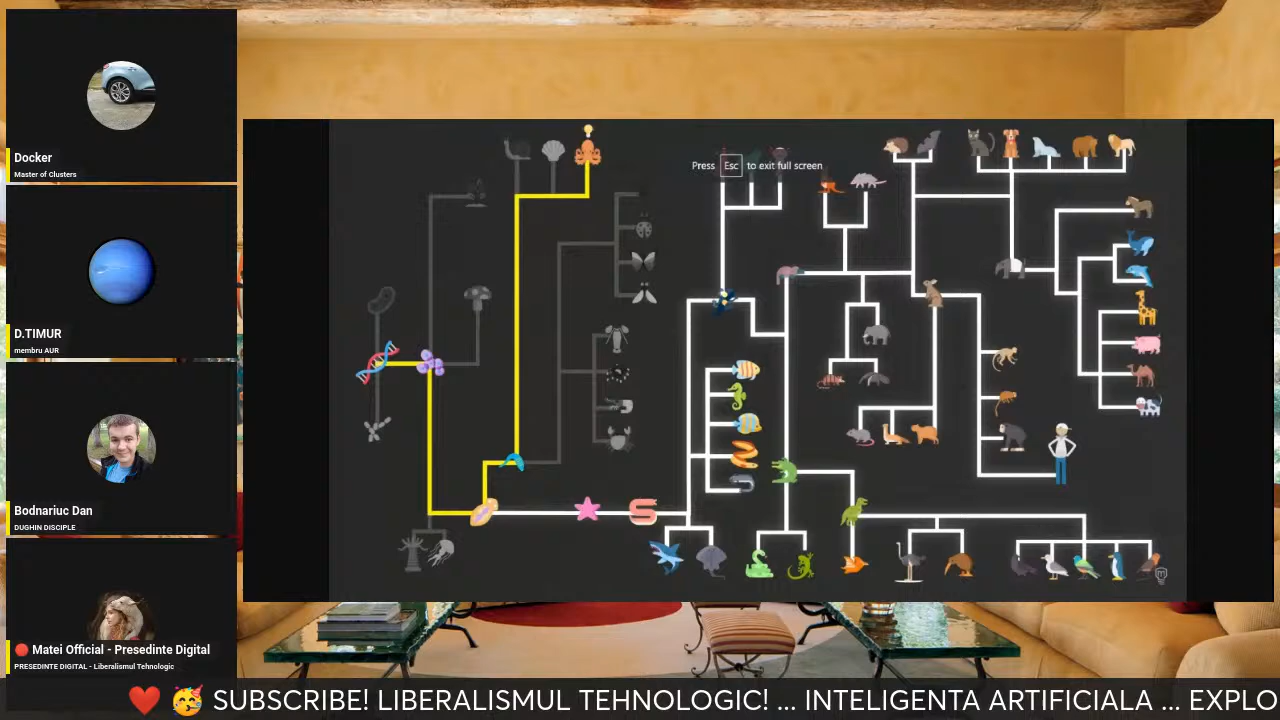 Docker
Master of Clusters
D.TIMUR
membru AUR
Bodnariuc Dan
DUGHIN DISCIPLE
Matei Official - Presedinte Digital
PRESEDINTE DIGITAL - Liberalismul Tehnologic
Press Esc to exit full screen
SUBSCRIBE! LIBERALISMUL TEHNOLOGIC! ... INTELIGENTA ARTIFICIALA ... EXPLO